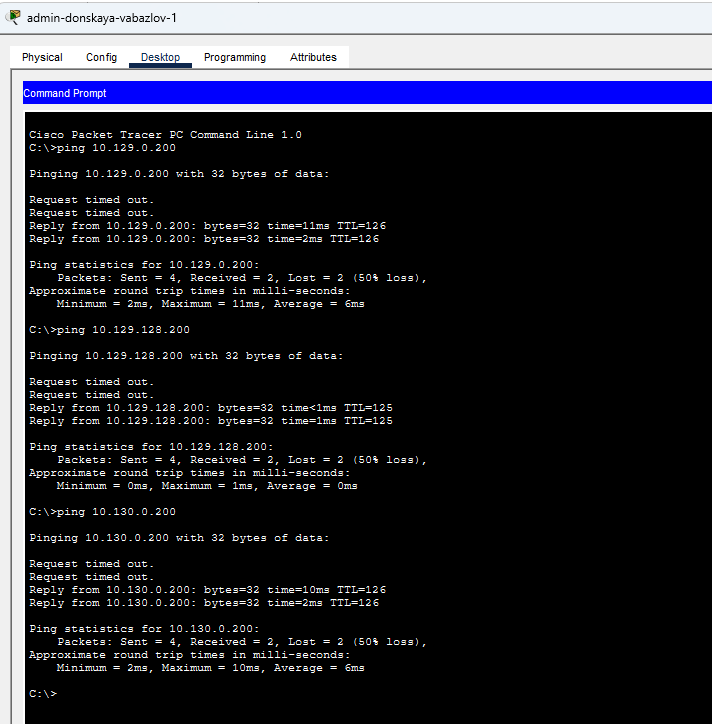 admin-donskaya-vabazlov-1
Physical Config Desktop Programming Attributes
Command Prompt
Cisco Packet Tracer PC Command Line 1.0
C:\>ping 10.129.0.200
Pinging 10.129.0.200 with 32 bytes of data:
Request timed out.
Request timed out.
Reply from 10.129.0.200: bytes=32 time=11ms TTL=126
Reply from 10.129.0.200: bytes=32 time=2ms TTL=126
Ping statistics for 10.129.0.200:
Packets: Sent = 4, Received = 2, Lost = 2 (50% loss),
Approximate round trip times in milli-seconds:
Minimum = 2ms, Maximum = 11ms, Average = 6ms
C:\>ping 10.129.128.200
Pinging 10.129.128.200 with 32 bytes of data:
Request timed out.
Request timed out.
Reply from 10.129.128.200: bytes=32 time<1ms TTL=125
Reply from 10.129.128.200: bytes=32 time=1ms TTL=125
Ping statistics for 10.129.128.200:
Packets: Sent = 4, Received = 2, Lost = 2 (50% loss),
Approximate round trip times in milli-seconds:
Minimum = 0ms, Maximum = 1ms, Average = 0ms
C:\>ping 10.130.0.200
Pinging 10.130.0.200 with 32 bytes of data:
Request timed out.
Request timed out.
Reply from 10.130.0.200: bytes=32 time=10ms TTL=126
Reply from 10.130.0.200: bytes=32 time=2ms TTL=126
Ping statistics for 10.130.0.200:
Packets: Sent = 4, Received = 2, Lost = 2 (50% loss),
Approximate round trip times in milli-seconds:
Minimum = 2ms, Maximum = 10ms, Average = 6ms
C:\>